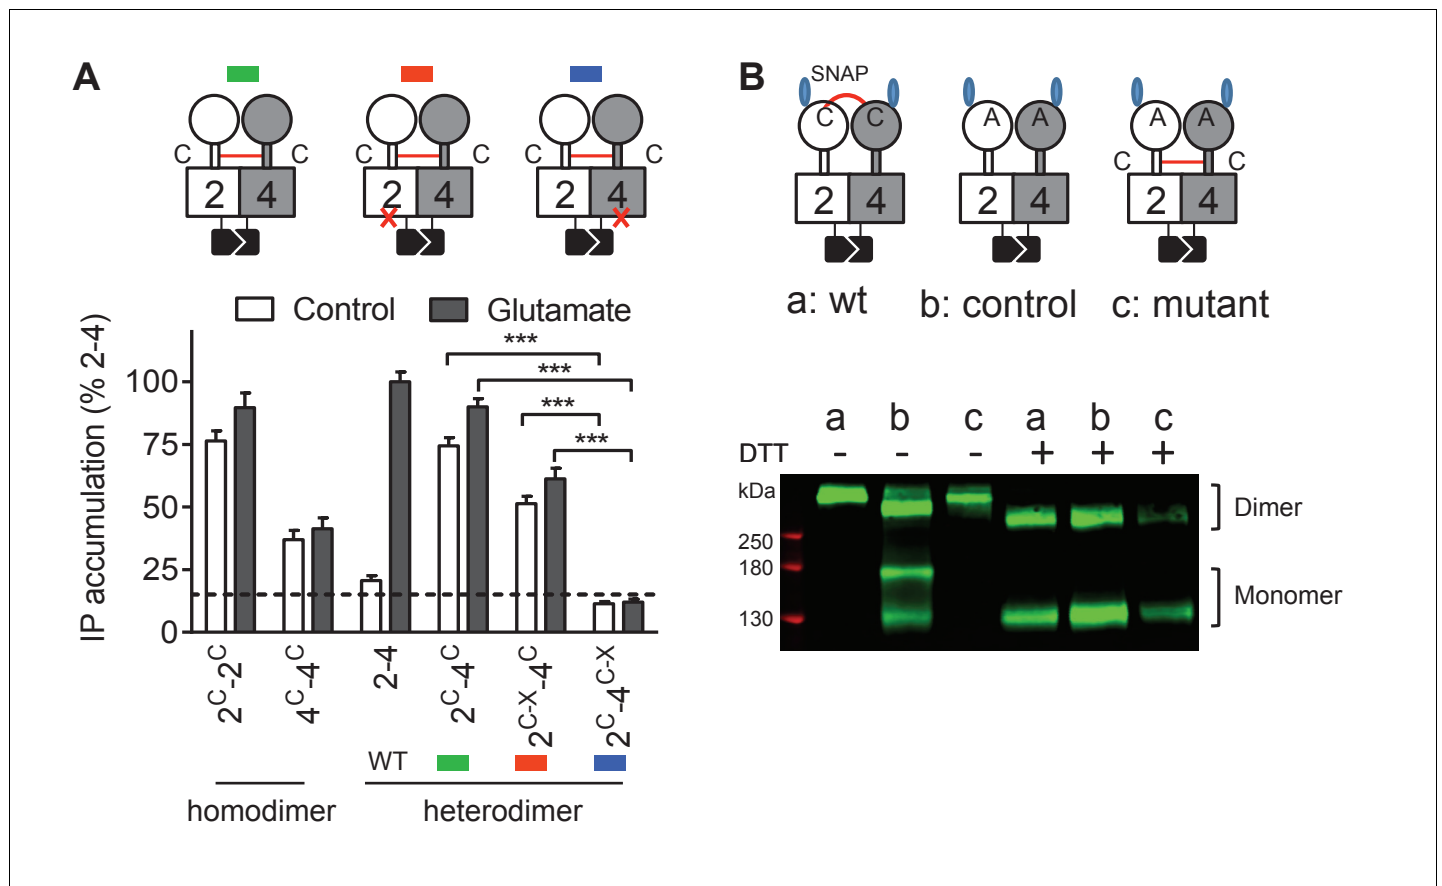 A
C C C C C C
2 4 2 4 2 4
X X
Control Glutamate
IP accumulation (% 2-4)
***
***
***
***
100
75
50
25
0
2C-2C
4C-4C
2-4
2C-4C
2C-X-4C
2C-4C-X
WT
homodimer heterodimer
B
SNAP
C C A A A A
C C
2 4 2 4 2 4
a: wt b: control c: mutant
a b c a b c
DTT - - - + + +
kDa
250
180
130
Dimer
Monomer